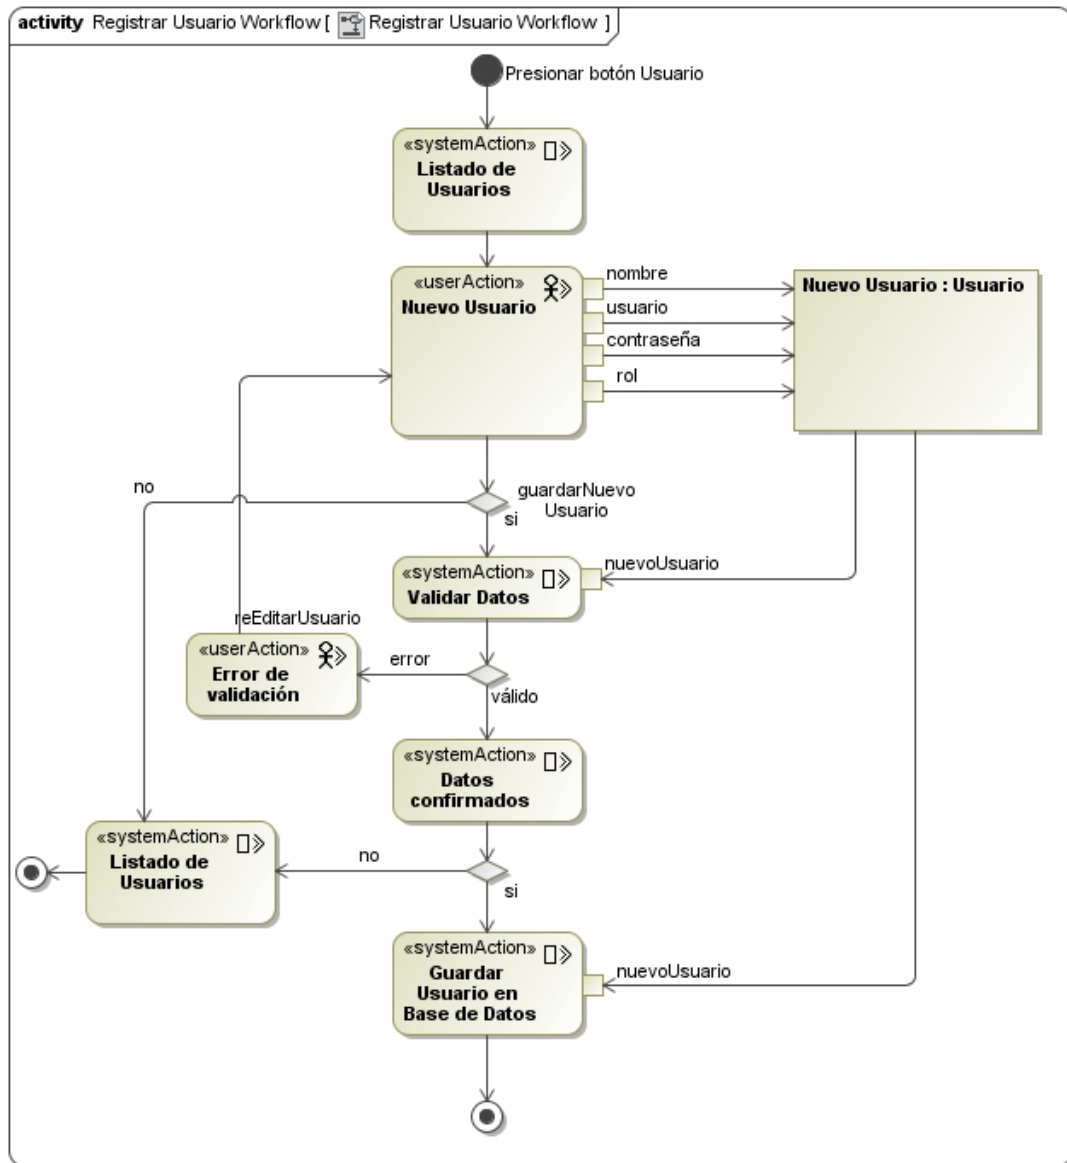 activity Registrar Usuario Workflow [ Registrar Usuario Workflow ]
Presionar botón Usuario
«systemAction»
Listado de
Usuarios
«userAction»
Nuevo Usuario
nombre
usuario
contraseña
rol
Nuevo Usuario : Usuario
no
guardarNuevo
Usuario
si
«systemAction»
Validar Datos
nuevoUsuario
reEditarUsuario
«userAction»
Error de
validación
error
válido
«systemAction»
Datos
confirmados
«systemAction»
Listado de
Usuarios
no
si
«systemAction»
Guardar
Usuario en
Base de Datos
nuevoUsuario